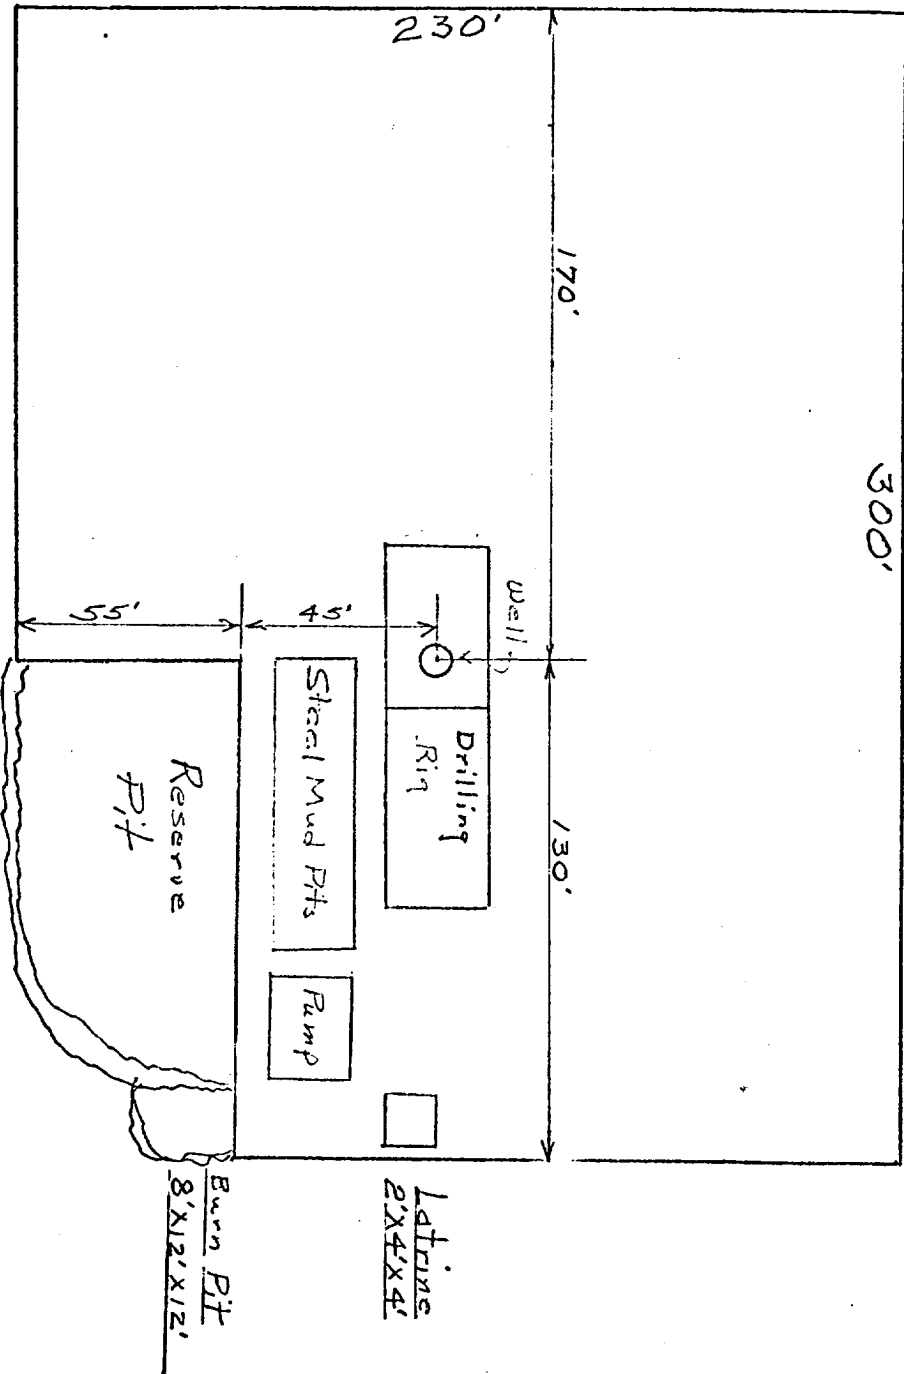 230'
300'
170'
Well
55'
45'
Drilling
Rig
130'
Steel Mud Pits
Reserve
Pit
Pump
Latrine
2'X4'X4'
Burn Pit
8'X12'X12'